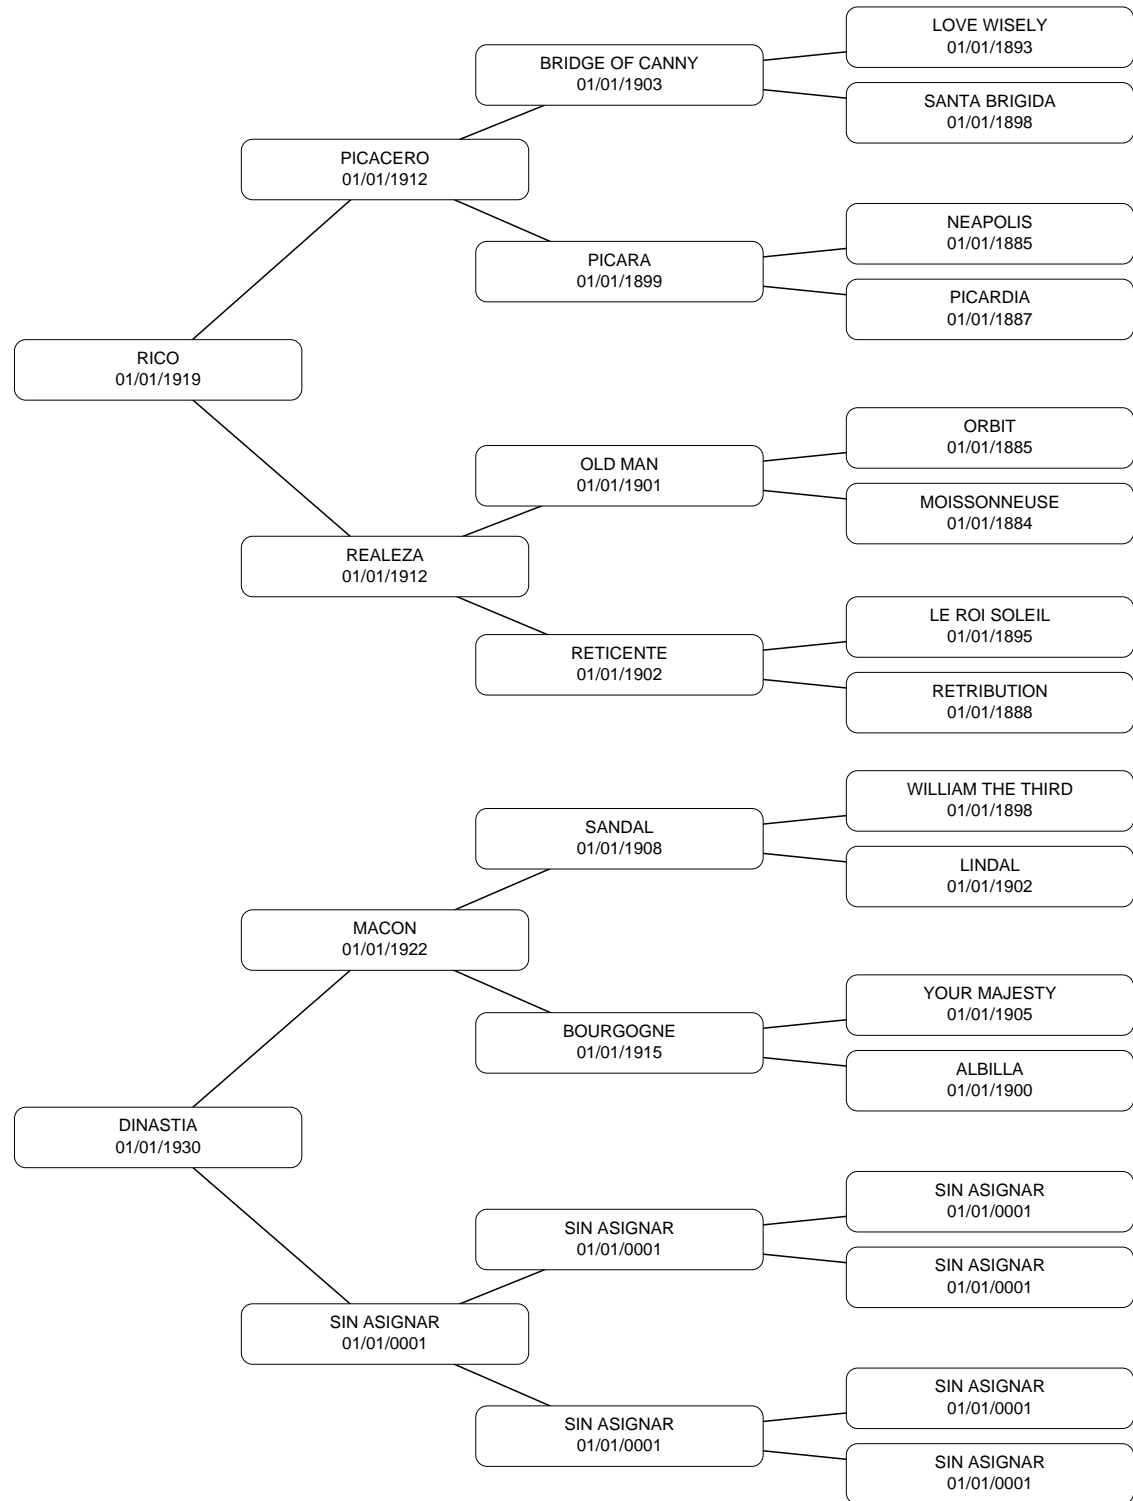 LOVE WISELY
01/01/1893
BRIDGE OF CANNY
01/01/1903
SANTA BRIGIDA
01/01/1898
PICACERO
01/01/1912
NEAPOLIS
01/01/1885
PICARA
01/01/1899
PICARDIA
01/01/1887
RICO
01/01/1919
ORBIT
01/01/1885
OLD MAN
01/01/1901
MOISSONNEUSE
01/01/1884
REALEZA
01/01/1912
LE ROI SOLEIL
01/01/1895
RETICENTE
01/01/1902
RETRIBUTION
01/01/1888
WILLIAM THE THIRD
01/01/1898
SANDAL
01/01/1908
LINDAL
01/01/1902
MACON
01/01/1922
YOUR MAJESTY
01/01/1905
BOURGOGNE
01/01/1915
ALBILLA
01/01/1900
DINASTIA
01/01/1930
SIN ASIGNAR
01/01/0001
SIN ASIGNAR
01/01/0001
SIN ASIGNAR
01/01/0001
SIN ASIGNAR
01/01/0001
SIN ASIGNAR
01/01/0001
SIN ASIGNAR
01/01/0001
SIN ASIGNAR
01/01/0001